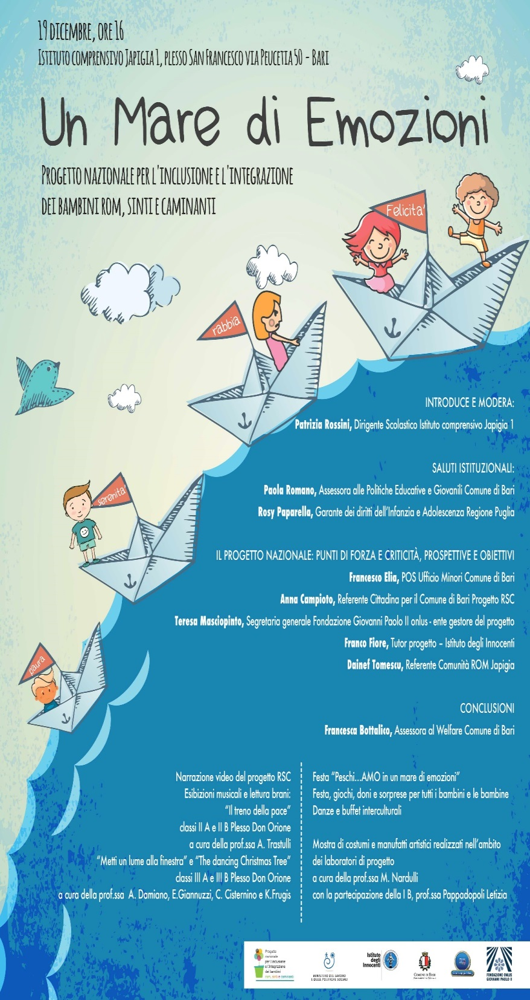 19 dicembre, ore 16
Istituto comprensivo Japigia 1, plesso San Francesco via Peucetia 50 - Bari
Un Mare di Emozioni
Progetto nazionale per l'inclusione e l'integrazione
dei bambini rom, sinti e caminanti
Felicita'
rabbia
serenita'
paura
INTRODUCE E MODERA:
Patrizia Rossini, Dirigente Scolastico Istituto comprensivo Japigia 1
SALUTI ISTITUZIONALI:
Paola Romano, Assessora alle Politiche Educative e Giovanili Comune di Bari
Rosy Paparella, Garante dei diritti dell'Infanzia e Adolescenza Regione Puglia
IL PROGETTO NAZIONALE: PUNTI DI FORZA E CRITICITÀ, PROSPETTIVE E OBIETTIVI
Francesco Elia, POS Ufficio Minori Comune di Bari
Anna Campioto, Referente Cittadina per il Comune di Bari Progetto RSC
Teresa Masciopinto, Segretaria generale Fondazione Giovanni Paolo II onlus - ente gestore del progetto
Franco Fiore, Tutor progetto – Istituto degli Innocenti
Dainef Tomescu, Referente Comunità ROM Japigia
CONCLUSIONI
Francesca Bottalico, Assessora al Welfare Comune di Bari
Narrazione video del progetto RSC
Esibizioni musicali e lettura brani:
"Il treno della pace"
classi II A e II B Plesso Don Orione
a cura della prof.ssa A. Trastulli
"Metti un lume alla finestra" e "The dancing Christmas Tree"
classi III A e III B Plesso Don Orione
a cura della prof.ssa A. Damiano, E.Giannuzzi, C. Cisternino e K.Frugis
Festa "Peschi...AMO in un mare di emozioni"
Festa, giochi, doni e sorprese per tutti i bambini e le bambine
Danze e buffet interculturali
Mostra di costumi e manufatti artistici realizzati nell'ambito
dei laboratori di progetto
a cura della prof.ssa M. Nardulli
con la partecipazione della I B, prof.ssa Pappadopoli Letizia
Progetto
nazionale
per l'inclusione
e l'integrazione
dei bambini
rom, sinti e caminanti
MINISTERO DEL LAVORO
E DELLE POLITICHE SOCIALI
Istituto
degli
Innocenti
Comune di Bari
FONDAZIONE ONLUS
GIOVANNI PAOLO II